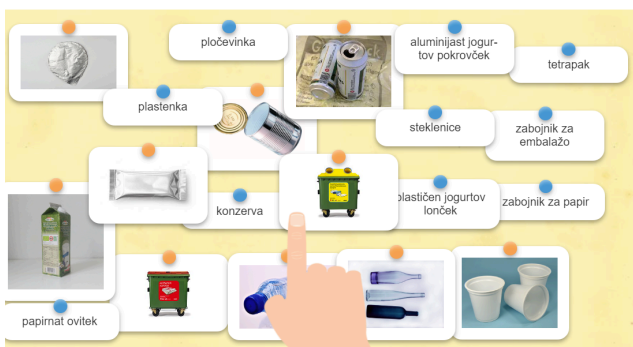 pločevinka
aluminijast jogur-
tov pokrovček
tetrapak
plastenka
steklenice
zabojnik za
embalažo
konzerva
plastičen jogurtov
lonček
zabojnik za papir
papirnat ovitek